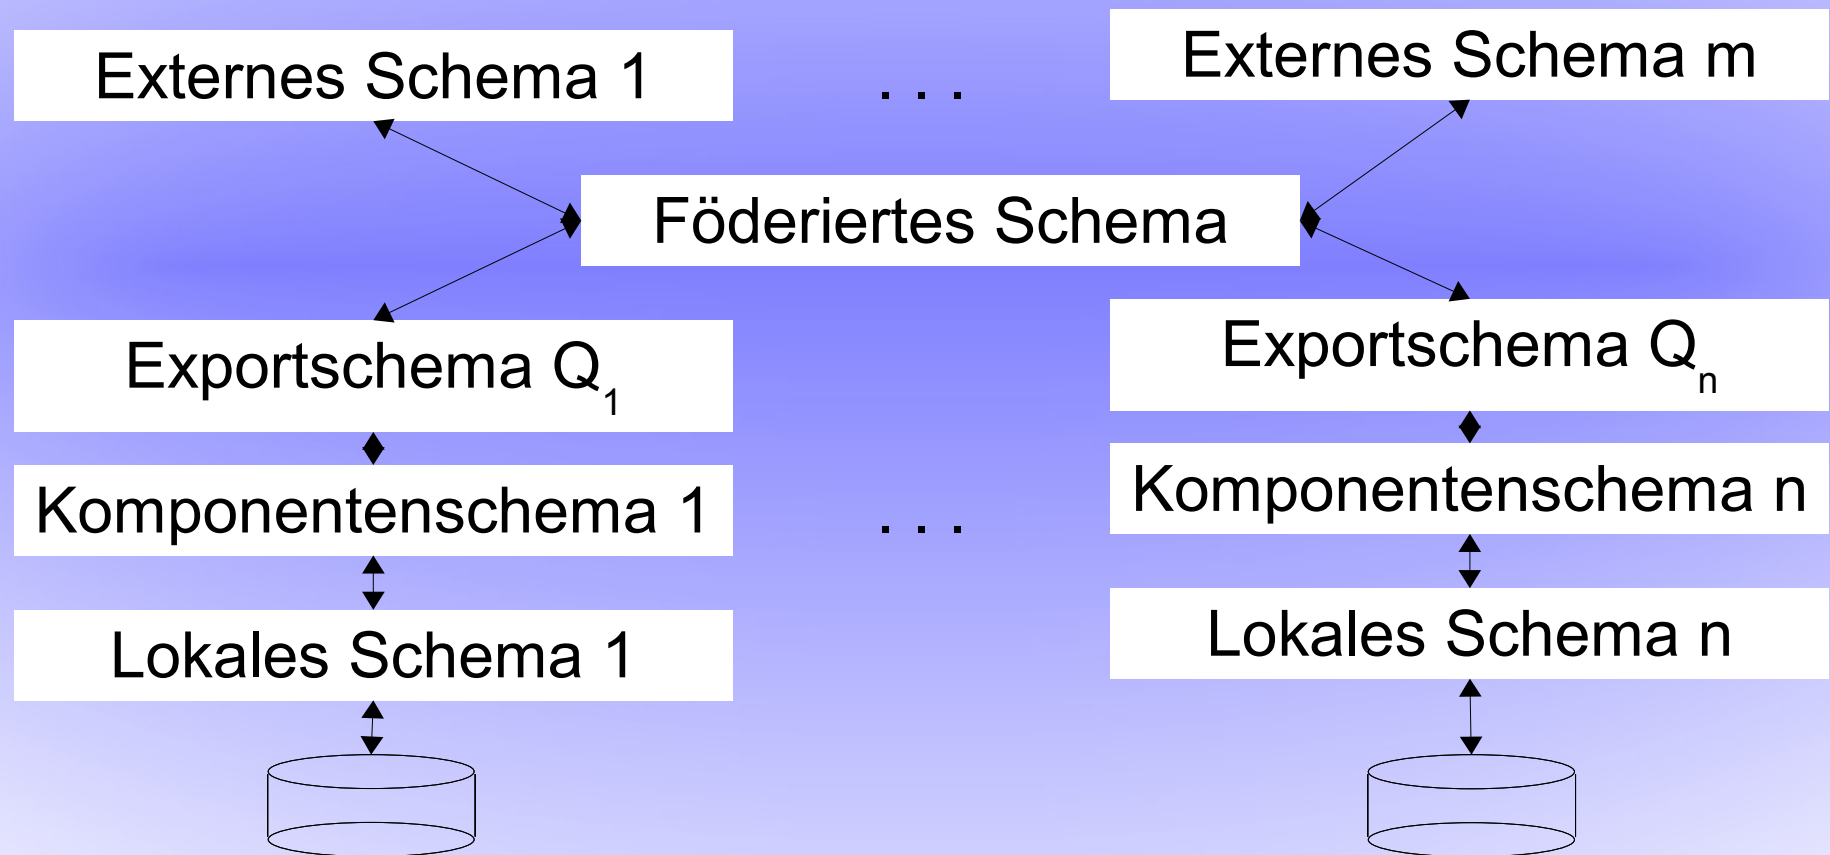 Externes Schema 1
. . .
Externes Schema m
Föderiertes Schema
Exportschema Q₁
Exportschema Qₙ
Komponentenschema 1
. . .
Komponentenschema n
Lokales Schema 1
Lokales Schema n